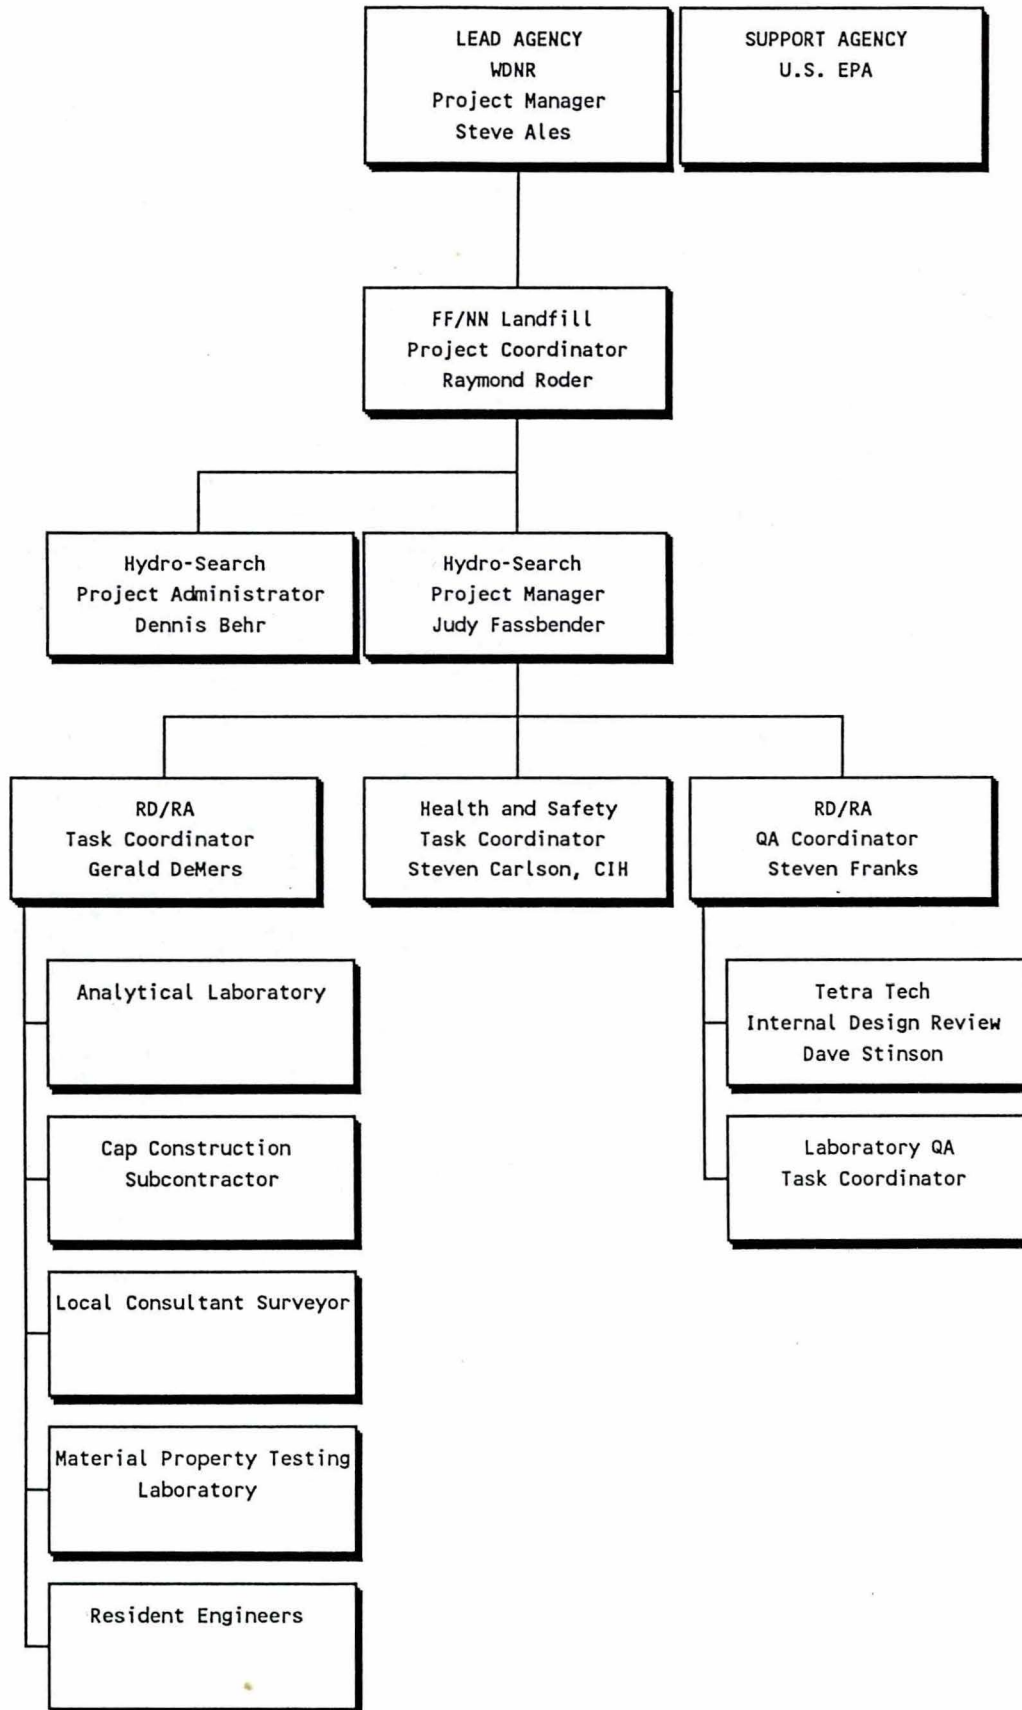 LEAD AGENCY
WDNR
Project Manager
Steve Ales
SUPPORT AGENCY
U.S. EPA
FF/NN Landfill
Project Coordinator
Raymond Roder
Hydro-Search
Project Administrator
Dennis Behr
Hydro-Search
Project Manager
Judy Fassbender
RD/RA
Task Coordinator
Gerald DeMers
Health and Safety
Task Coordinator
Steven Carlson, CIH
RD/RA
QA Coordinator
Steven Franks
Analytical Laboratory
Cap Construction
Subcontractor
Local Consultant Surveyor
Material Property Testing
Laboratory
Resident Engineers
Tetra Tech
Internal Design Review
Dave Stinson
Laboratory QA
Task Coordinator